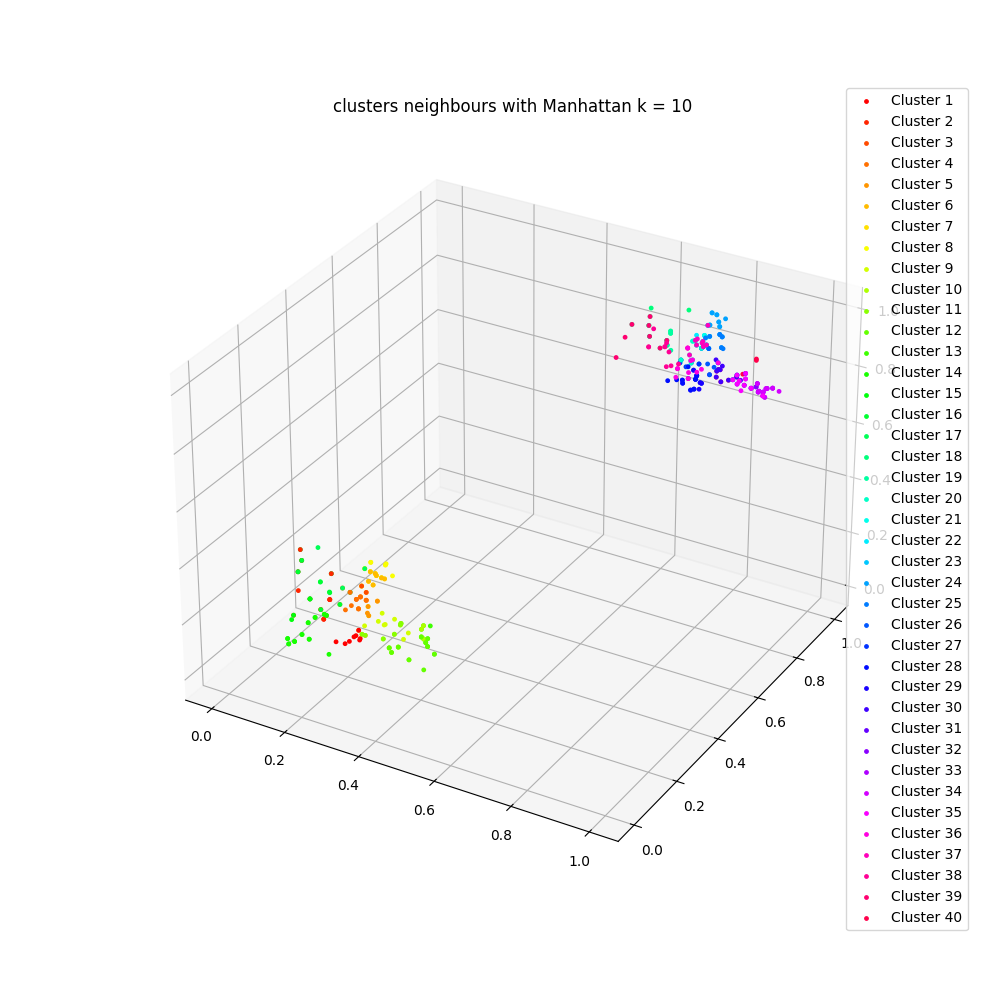 clusters neighbours with Manhattan k = 10
Cluster 1
Cluster 2
Cluster 3
Cluster 4
Cluster 5
Cluster 6
Cluster 7
Cluster 8
Cluster 9
Cluster 10
Cluster 11
Cluster 12
Cluster 13
Cluster 14
Cluster 15
Cluster 16
Cluster 17
Cluster 18
Cluster 19
Cluster 20
Cluster 21
Cluster 22
Cluster 23
Cluster 24
Cluster 25
Cluster 26
Cluster 27
Cluster 28
Cluster 29
Cluster 30
Cluster 31
Cluster 32
Cluster 33
Cluster 34
Cluster 35
Cluster 36
Cluster 37
Cluster 38
Cluster 39
Cluster 40
1.0
0.8
0.6
0.4
0.2
0.0
1.0
0.8
0.6
0.4
0.2
0.0
0.0
0.2
0.4
0.6
0.8
1.0